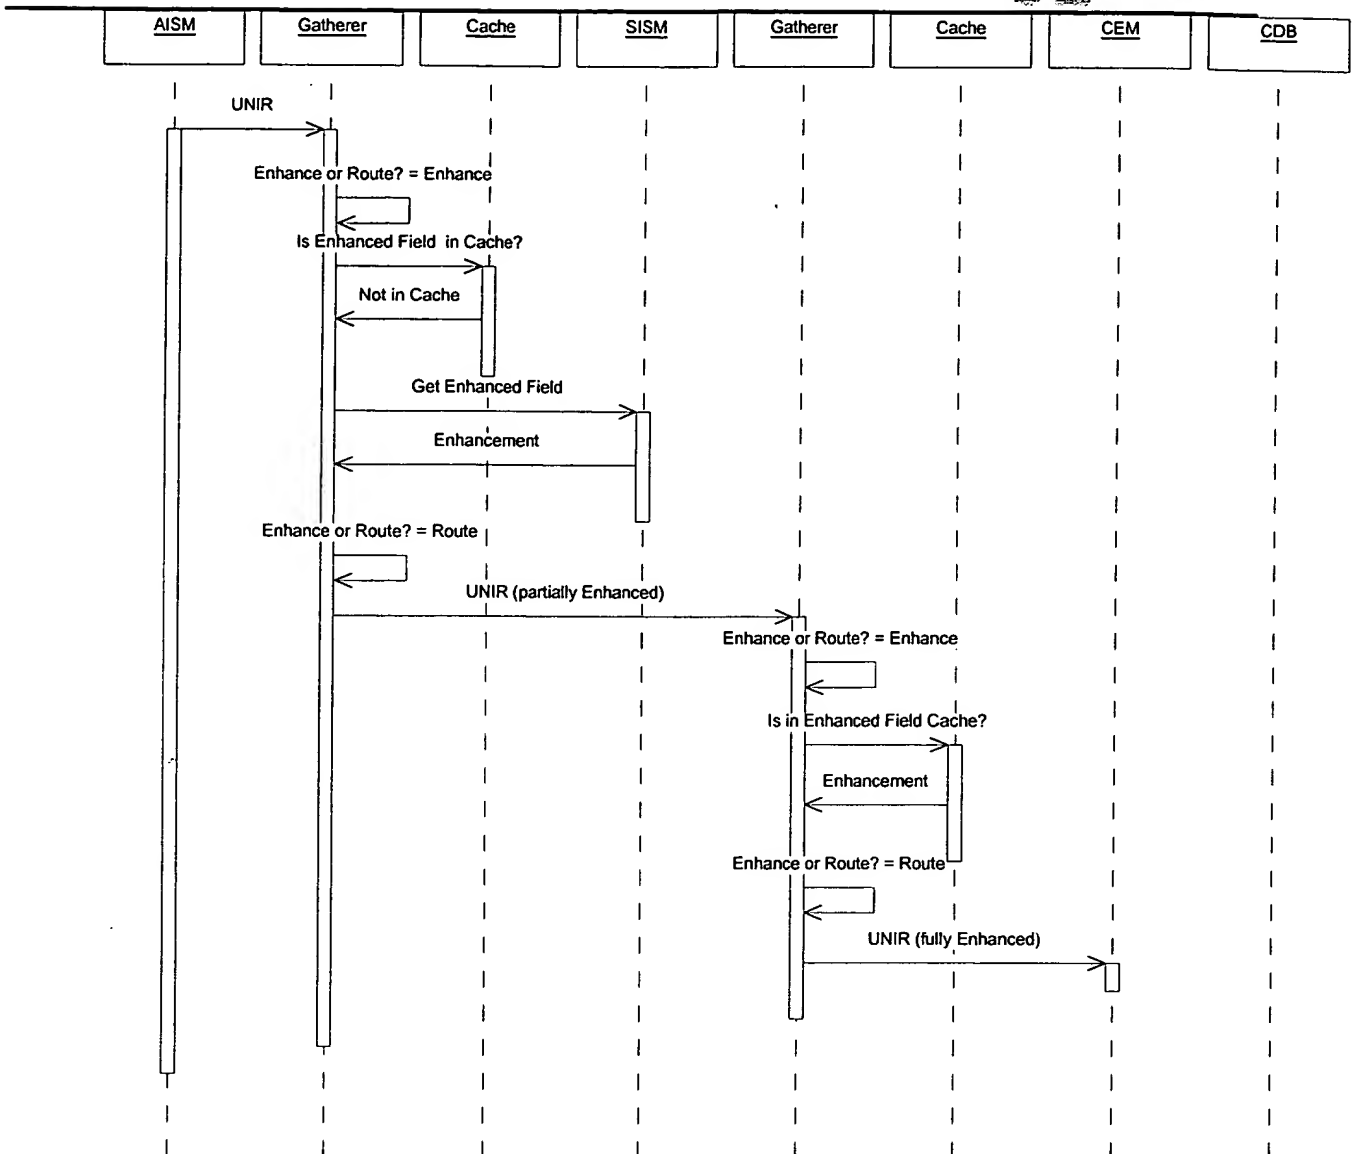 AISM
Gatherer
Cache
SISM
Gatherer
Cache
CEM
CDB
UNIR
Enhance or Route? = Enhance
Is Enhanced Field in Cache?
Not in Cache
Get Enhanced Field
Enhancement
Enhance or Route? = Route
UNIR (partially Enhanced)
Enhance or Route? = Enhance
Is in Enhanced Field Cache?
Enhancement
Enhance or Route? = Route
UNIR (fully Enhanced)